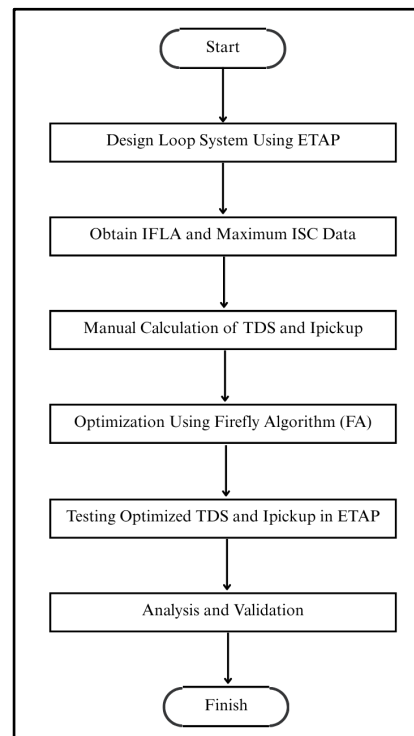 Start
Design Loop System Using ETAP
Obtain IFLA and Maximum ISC Data
Manual Calculation of TDS and Ipickup
Optimization Using Firefly Algorithm (FA)
Testing Optimized TDS and Ipickup in ETAP
Analysis and Validation
Finish